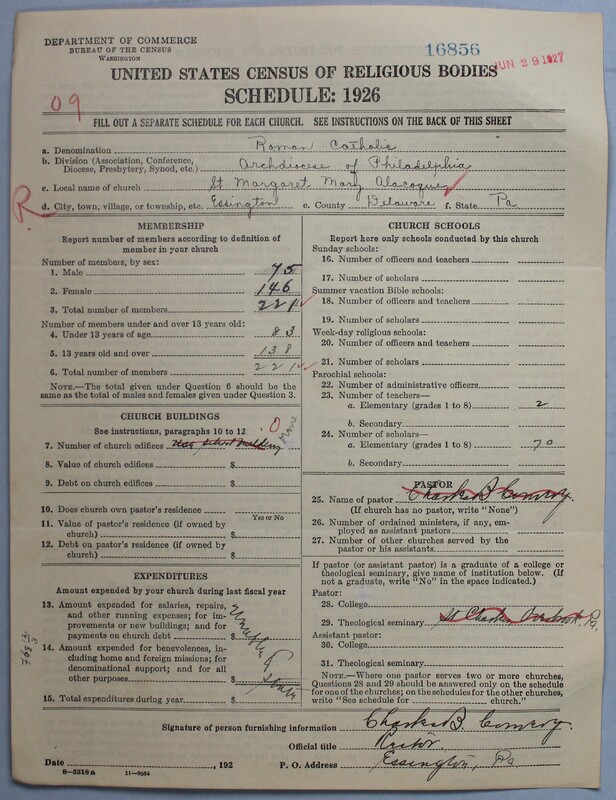 DEPARTMENT OF COMMERCE
BUREAU OF THE CENSUS
WASHINGTON
16856
JUN 29 1927
UNITED STATES CENSUS OF RELIGIOUS BODIES
SCHEDULE: 1926
09
FILL OUT A SEPARATE SCHEDULE FOR EACH CHURCH. SEE INSTRUCTIONS ON THE BACK OF THIS SHEET
a. Denomination Roman Catholic
b. Division (Association, Conference, Diocese, Presbytery, Synod, etc.) Archdiocese of Philadelphia
c. Local name of church St Margaret Mary Alacoque
R
d. City, town, village, or township, etc. Essington e. County Delaware f. State Pa
MEMBERSHIP
Report number of members according to definition of
member in your church
Number of members, by sex:
1. Male 75
2. Female 146
3. Total number of members 221
Number of members under and over 13 years old:
4. Under 13 years of age 83
5. 13 years old and over 138
6. Total number of members 221
NOTE.—The total given under Question 6 should be
the same as the total of males and females given under Question 3.
CHURCH BUILDINGS
See instructions, paragraphs 10 to 12
0
7. Number of church edifices None
8. Value of church edifices $
9. Debt on church edifices $
10. Does church own pastor's residence
Yes or No
11. Value of pastor's residence (if owned by
church) $
12. Debt on pastor's residence (if owned by
church) $
EXPENDITURES
Amount expended by your church during last fiscal year
13. Amount expended for salaries, repairs,
and other running expenses; for im-
provements or new buildings; and for
payments on church debt $
14. Amount expended for benevolences,
including home and foreign missions; for
denominational support; and for all
other purposes $
15. Total expenditures during year $
Unable to state
CHURCH SCHOOLS
Report here only schools conducted by this church
Sunday schools:
16. Number of officers and teachers
17. Number of scholars
Summer vacation Bible schools:
18. Number of officers and teachers
19. Number of scholars
Week-day religious schools:
20. Number of officers and teachers
21. Number of scholars
Parochial schools:
22. Number of administrative officers
23. Number of teachers—
a. Elementary (grades 1 to 8) 2
b. Secondary
24. Number of scholars—
a. Elementary (grades 1 to 8) 70
b. Secondary
PASTOR
25. Name of pastor Charles B. Conroy
(If church has no pastor, write "None")
26. Number of ordained ministers, if any, em-
ployed as assistant pastors
27. Number of other churches served by the
pastor or his assistants
If pastor (or assistant pastor) is a graduate of a college or
theological seminary, give name of institution below. (If
not a graduate, write "No" in the space indicated.)
Pastor:
28. College
29. Theological seminary St Charles Overbrook, Pa.
Assistant pastor:
30. College
31. Theological seminary
NOTE.—Where one pastor serves two or more churches,
Questions 28 and 29 should be answered only on the schedule
for one of the churches; on the schedules for the other churches,
write "See schedule for church."
Signature of person furnishing information Charles B. Conroy
Official title Rector
Date , 192 P. O. Address Essington, Pa
8—5518a 11—9054